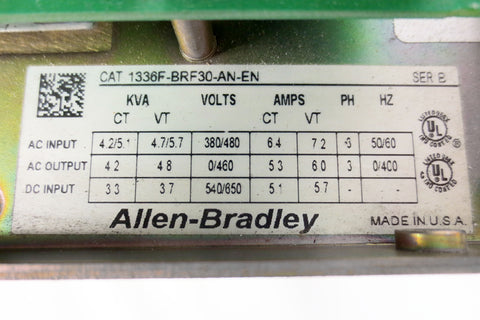 CAT 1336F-BRF30-AN-EN SER B
KVA VOLTS AMPS PH HZ
CT VT CT VT
AC INPUT 4.2/5.1 4.7/5.7 380/480 6.4 7.2 3 50/60
AC OUTPUT 4.2 4.8 0/460 5.3 6.0 3 0/400
DC INPUT 3.3 3.7 540/650 5.1 5.7 - -
Allen-Bradley MADE IN U.S.A.
UL
UL